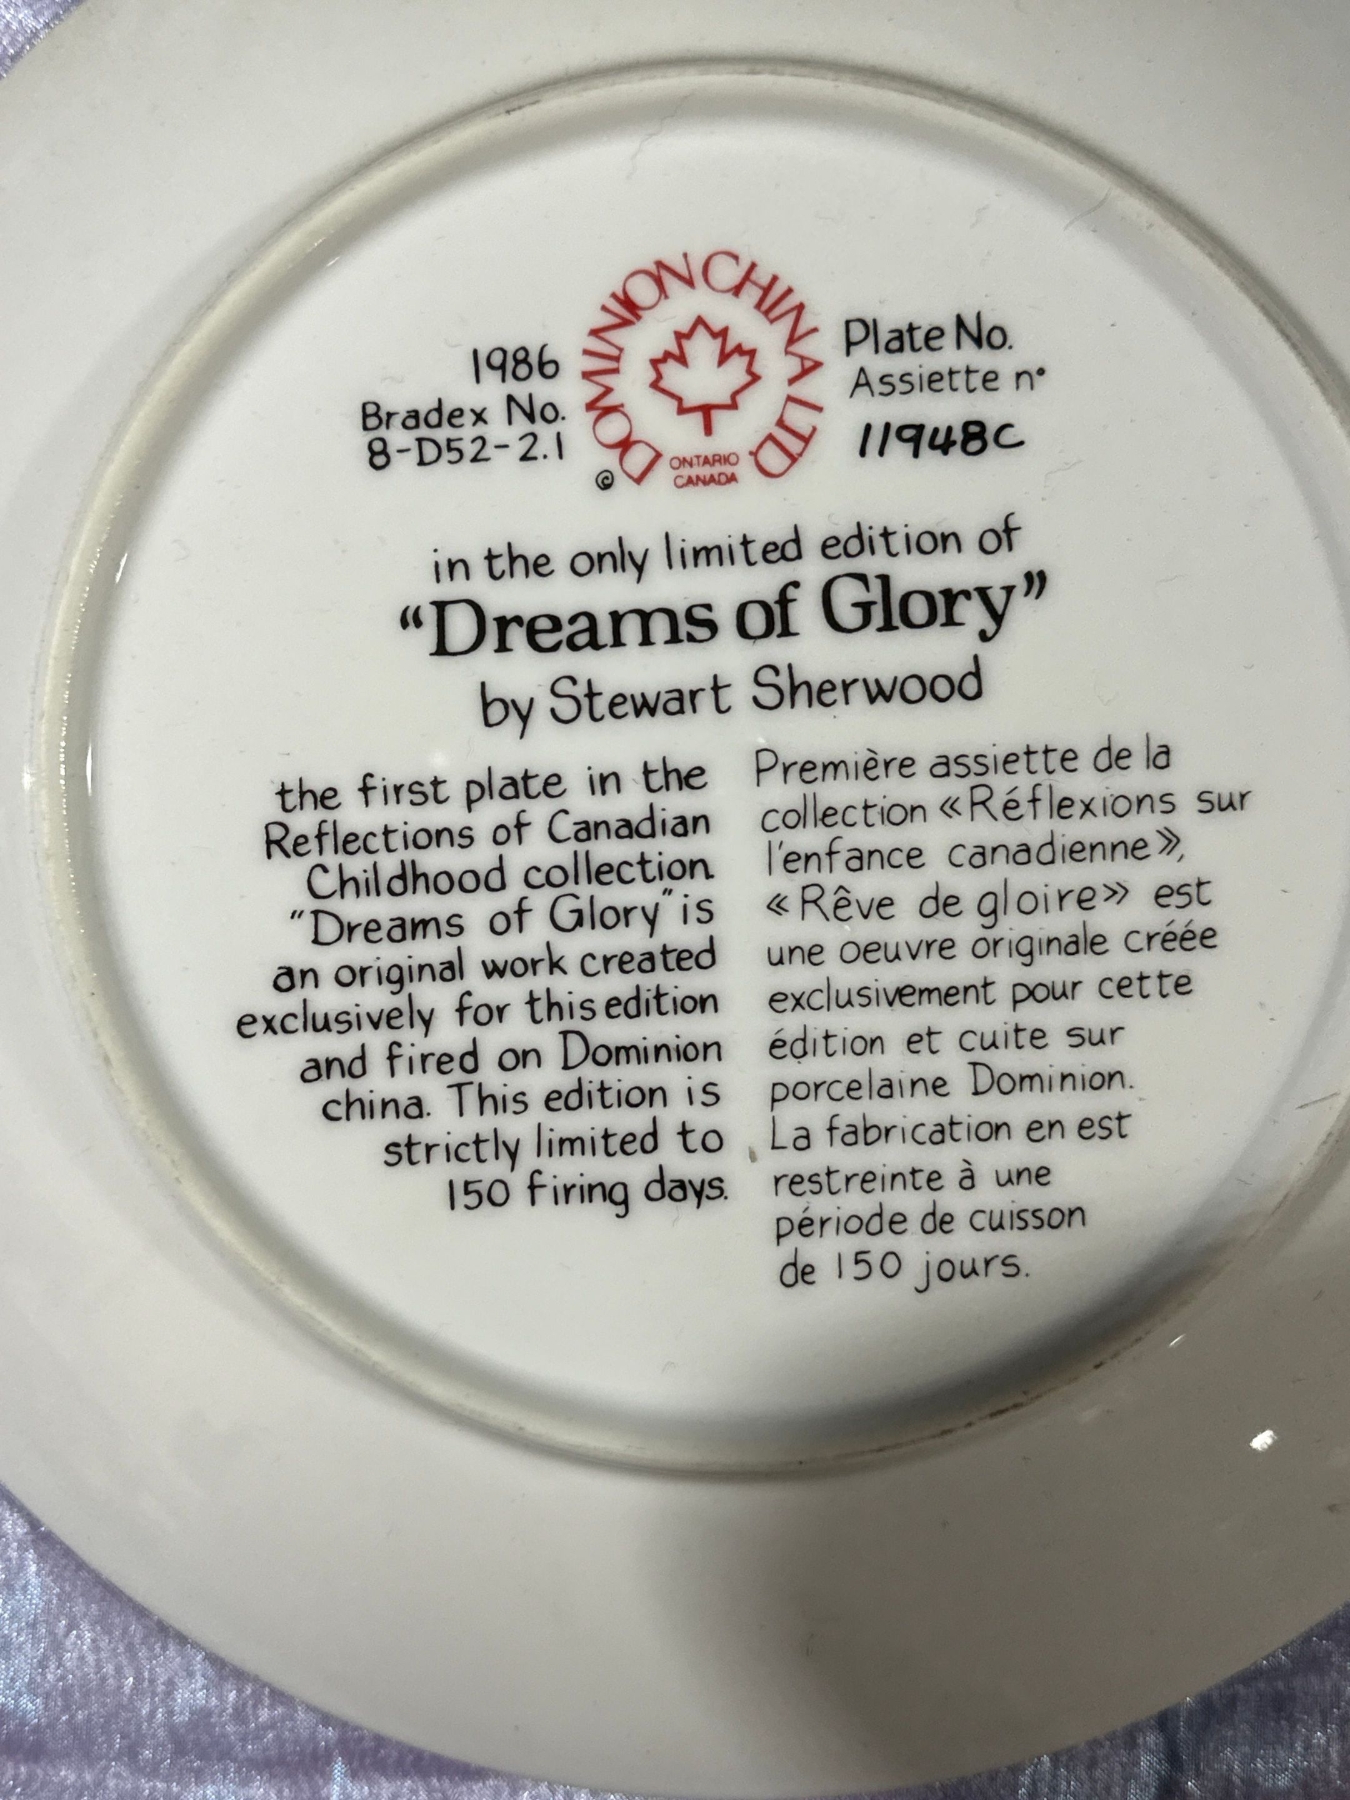 1986
Bradex No.
8-D52-2.1
DOMINION CHINA LTD.
ONTARIO
CANADA
©
Plate No.
Assiette n°
11948C
in the only limited edition of
“Dreams of Glory”
by Stewart Sherwood
the first plate in the
Reflections of Canadian
Childhood collection.
"Dreams of Glory" is
an original work created
exclusively for this edition
and fired on Dominion
china. This edition is
strictly limited to
150 firing days.
Première assiette de la
collection «Réflexions sur
l'enfance canadienne»,
«Rêve de gloire» est
une oeuvre originale créée
exclusivement pour cette
édition et cuite sur
porcelaine Dominion.
La fabrication en est
restreinte à une
période de cuisson
de 150 jours.